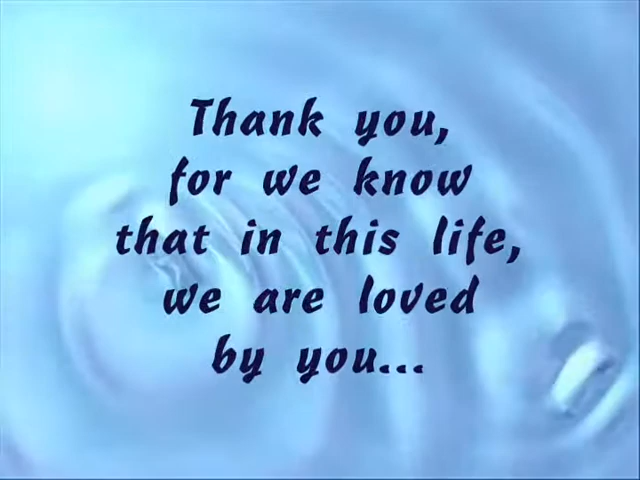 Thank you,
for we know
that in this life,
we are loved
by you...